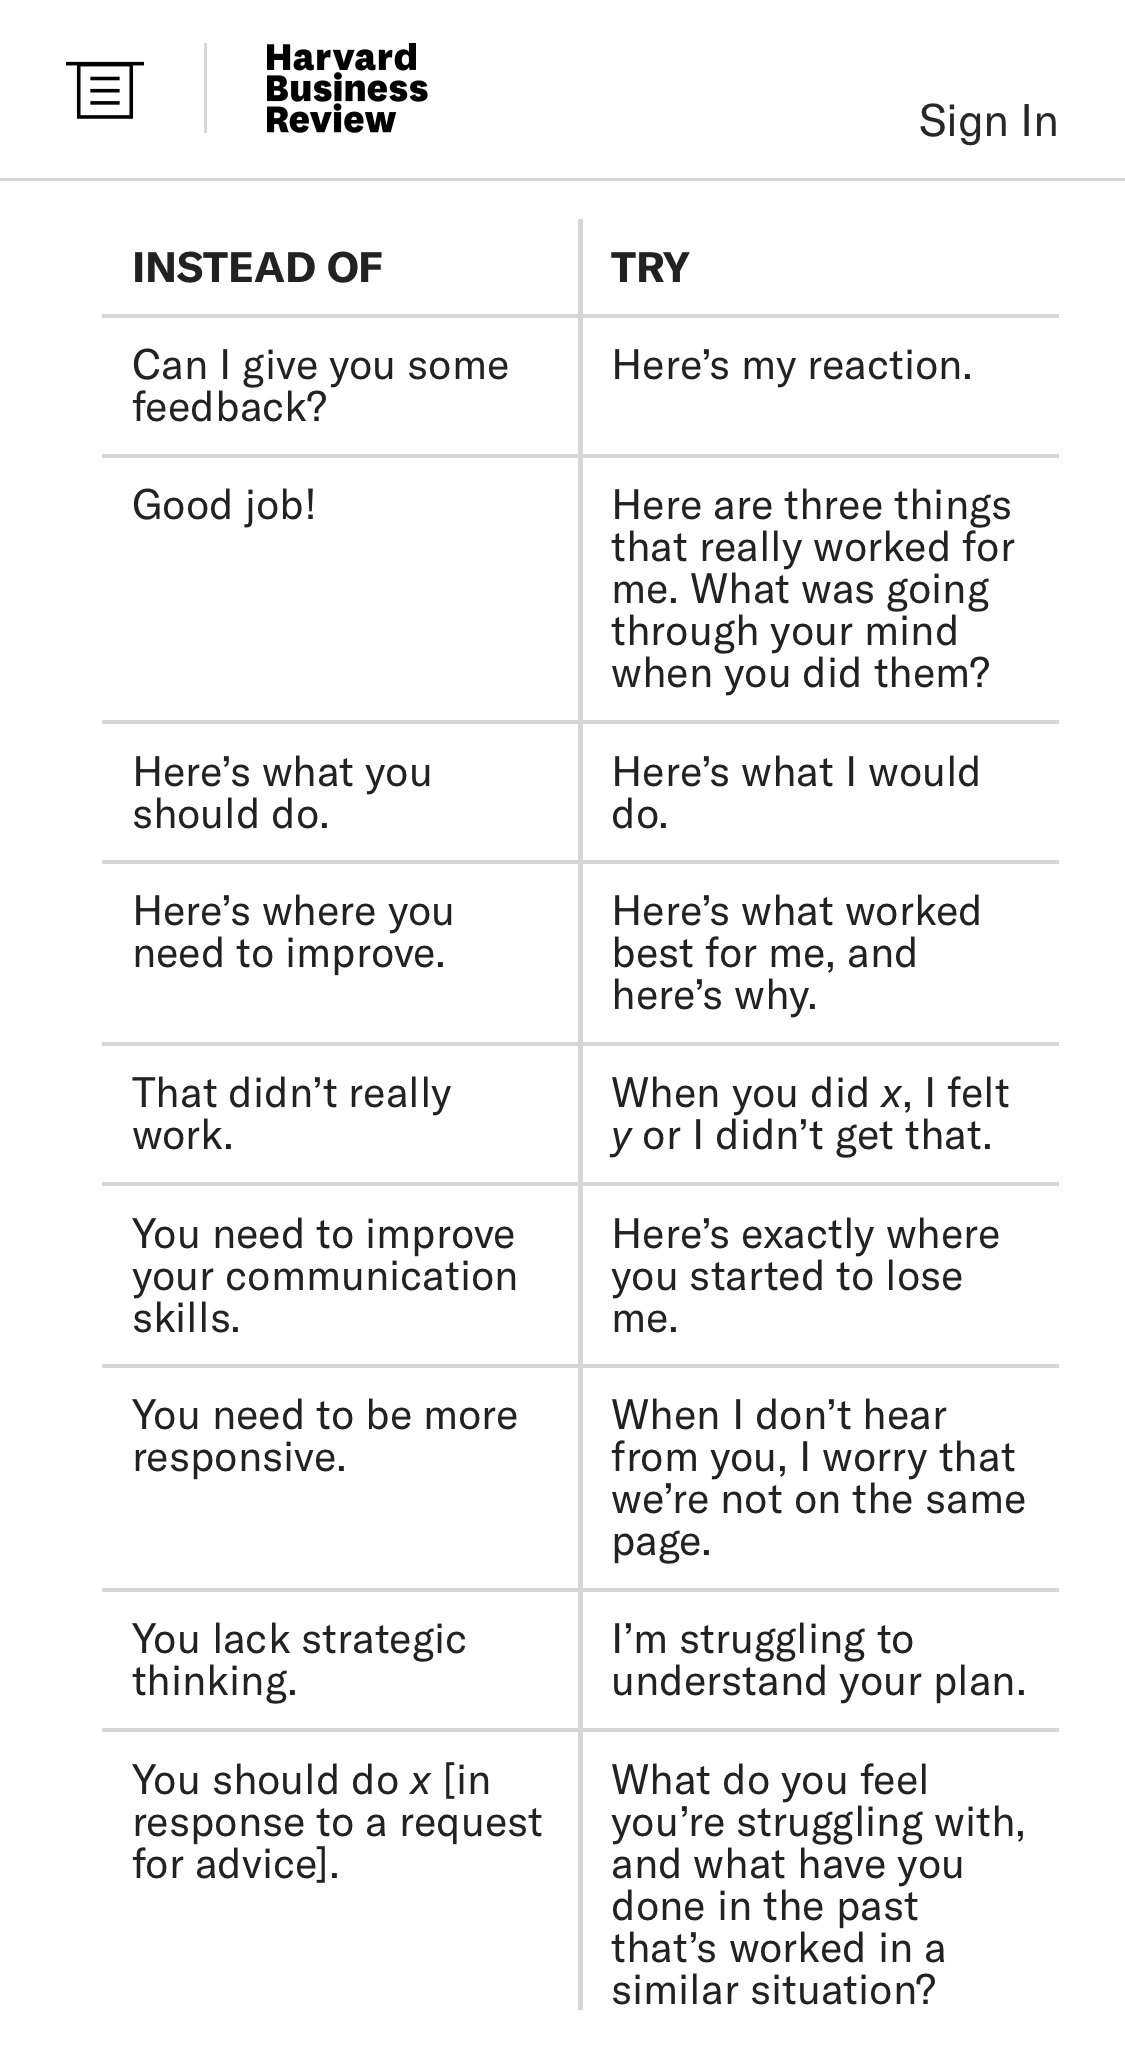 Harvard
Business
Review
Sign In
INSTEAD OF
TRY
Can I give you some
feedback?
Here’s my reaction.
Good job!
Here are three things
that really worked for
me. What was going
through your mind
when you did them?
Here’s what you
should do.
Here’s what I would
do.
Here’s where you
need to improve.
Here’s what worked
best for me, and
here’s why.
That didn’t really
work.
When you did x, I felt
y or I didn’t get that.
You need to improve
your communication
skills.
Here’s exactly where
you started to lose
me.
You need to be more
responsive.
When I don’t hear
from you, I worry that
we’re not on the same
page.
You lack strategic
thinking.
I’m struggling to
understand your plan.
You should do x [in
response to a request
for advice].
What do you feel
you’re struggling with,
and what have you
done in the past
that’s worked in a
similar situation?